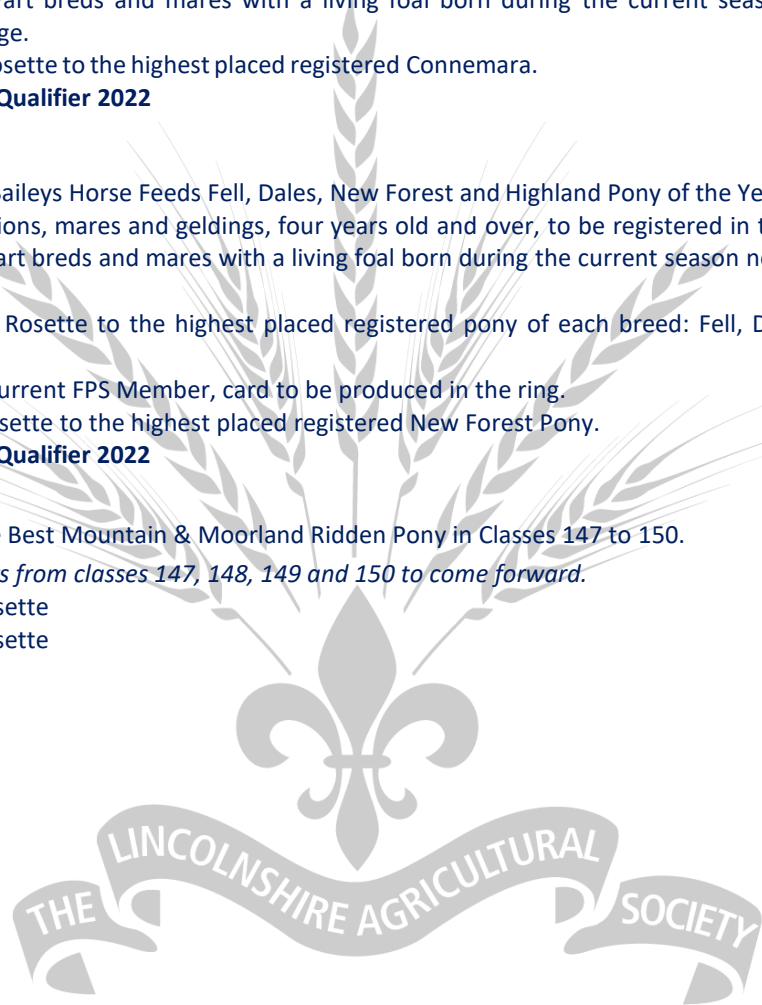 art breds and mares with a living foal born during the current seas
ge.
osette to the highest placed registered Connemara.
Qualifier 2022
Baileys Horse Feeds Fell, Dales, New Forest and Highland Pony of the Ye
ions, mares and geldings, four years old and over, to be registered in t
art breds and mares with a living foal born during the current season n
Rosette to the highest placed registered pony of each breed: Fell, D
urrent FPS Member, card to be produced in the ring.
sette to the highest placed registered New Forest Pony.
Qualifier 2022
Best Mountain & Moorland Ridden Pony in Classes 147 to 150.
s from classes 147, 148, 149 and 150 to come forward.
sette
sette
THE LINCOLNSHIRE AGRICULTURAL SOCIETY